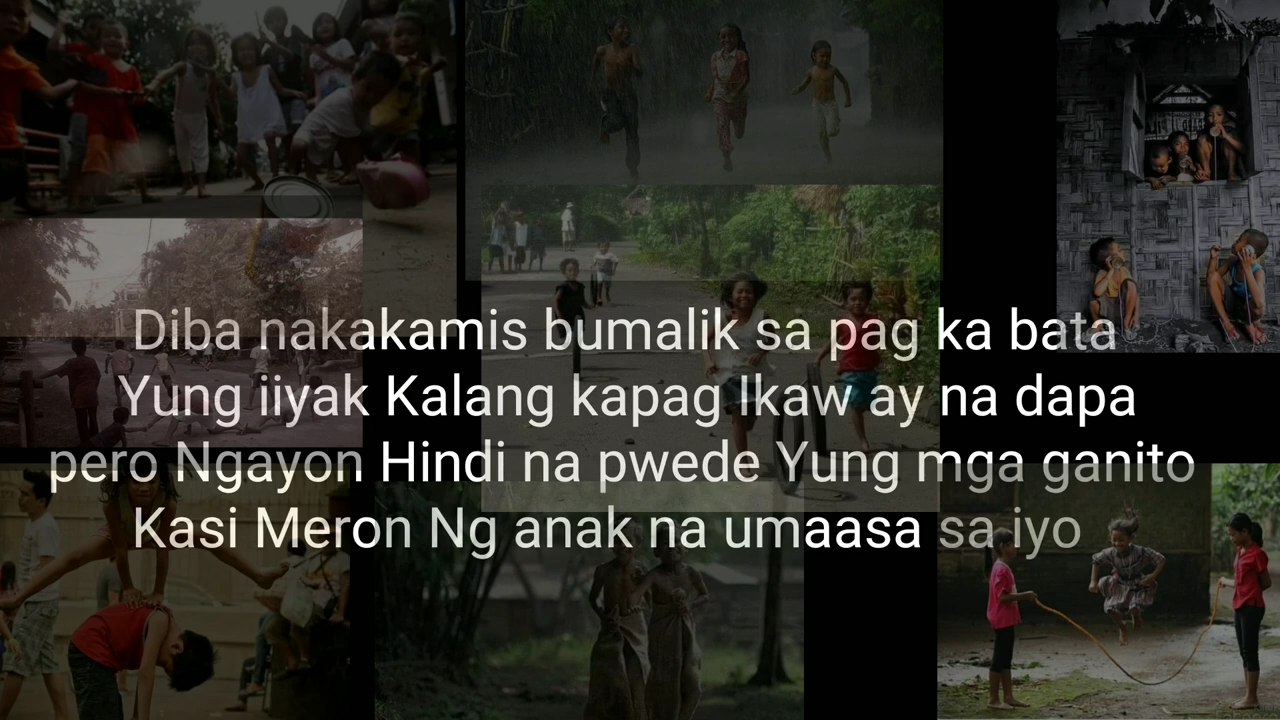 Diba nakakamis bumalik sa pag ka bata
Yung iiyak Kalang kapag Ikaw ay na dapa
pero Ngayon Hindi na pwede Yung mga ganito
Kasi Meron Ng anak na umaasa sa iyo